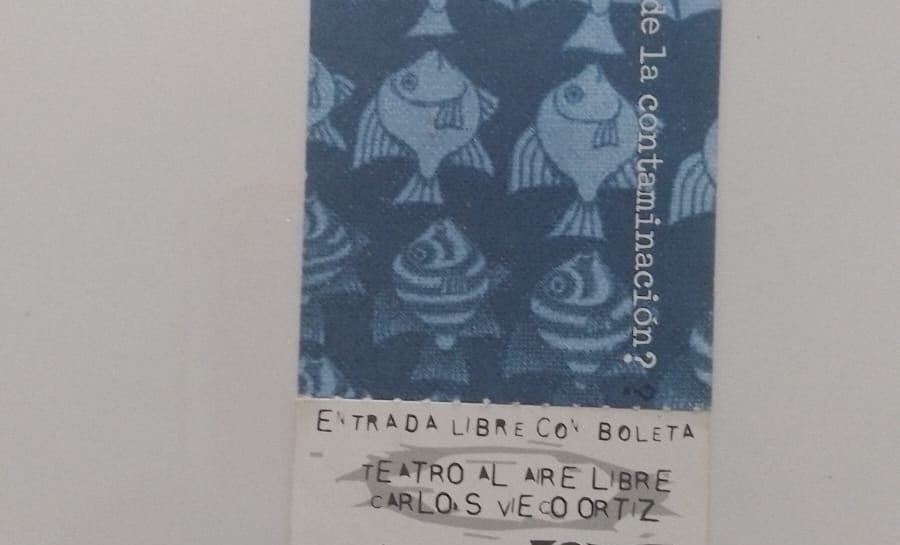 de la contaminación?
ENTRADA LIBRE CON BOLETA
TEATRO AL AIRE LIBRE
CARLOS VIECO ORTIZ